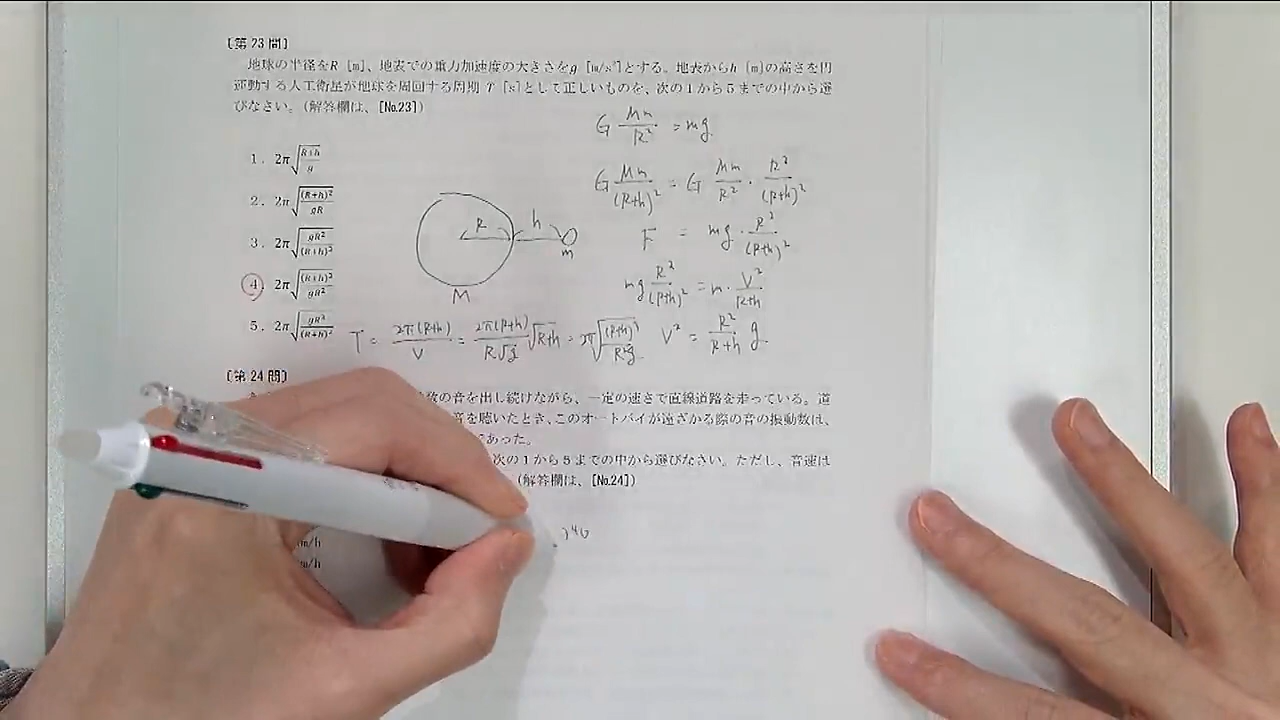 〔第 23 問〕
地球の半径をR [m]、地表での重力加速度の大きさをg [m/s²]とする。地表からh [m]の高さを円
運動する人工衛星が地球を周回する周期 T [s]として正しいものを、次の1から5までの中から選
びなさい。(解答欄は、[No.23])
G Mm/R² = mg
1. 2π√((R+h)/g)
G Mm/(R+h)² = G Mm/R² · R²/(R+h)²
2. 2π√((R+h)²/gR)
R h m
F = mg · R²/(R+h)²
3. 2π√(gR²/(R+h)³)
4. 2π√((R+h)³/gR²)
M
mg R²/(R+h)² = m · V²/(R+h)
5. 2π√(gR²/(R+h)²)
T = 2π(R+h)/V = 2π(R+h)/R√g √R+h = 2π√((R+h)³/R²g)
V² = R²/(R+h) g
〔第 24 問〕
数の音を出し続けながら、一定の速さで直線道路を走っている。道
音を聴いたとき、このオートバイが遠ざかる際の音の振動数は、
であった。
次の1から5までの中から選びなさい。ただし、音速は
(解答欄は、[No.24])
m/h
m/h